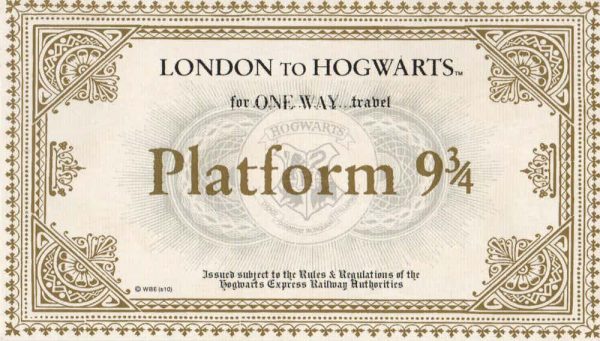 LONDON TO HOGWARTS™
for ONE WAY...travel
HOGWARTS
Platform 9¾
Issued subject to the Rules & Regulations of the
Hogwarts Express Railway Authorities
© WBEI (s10)